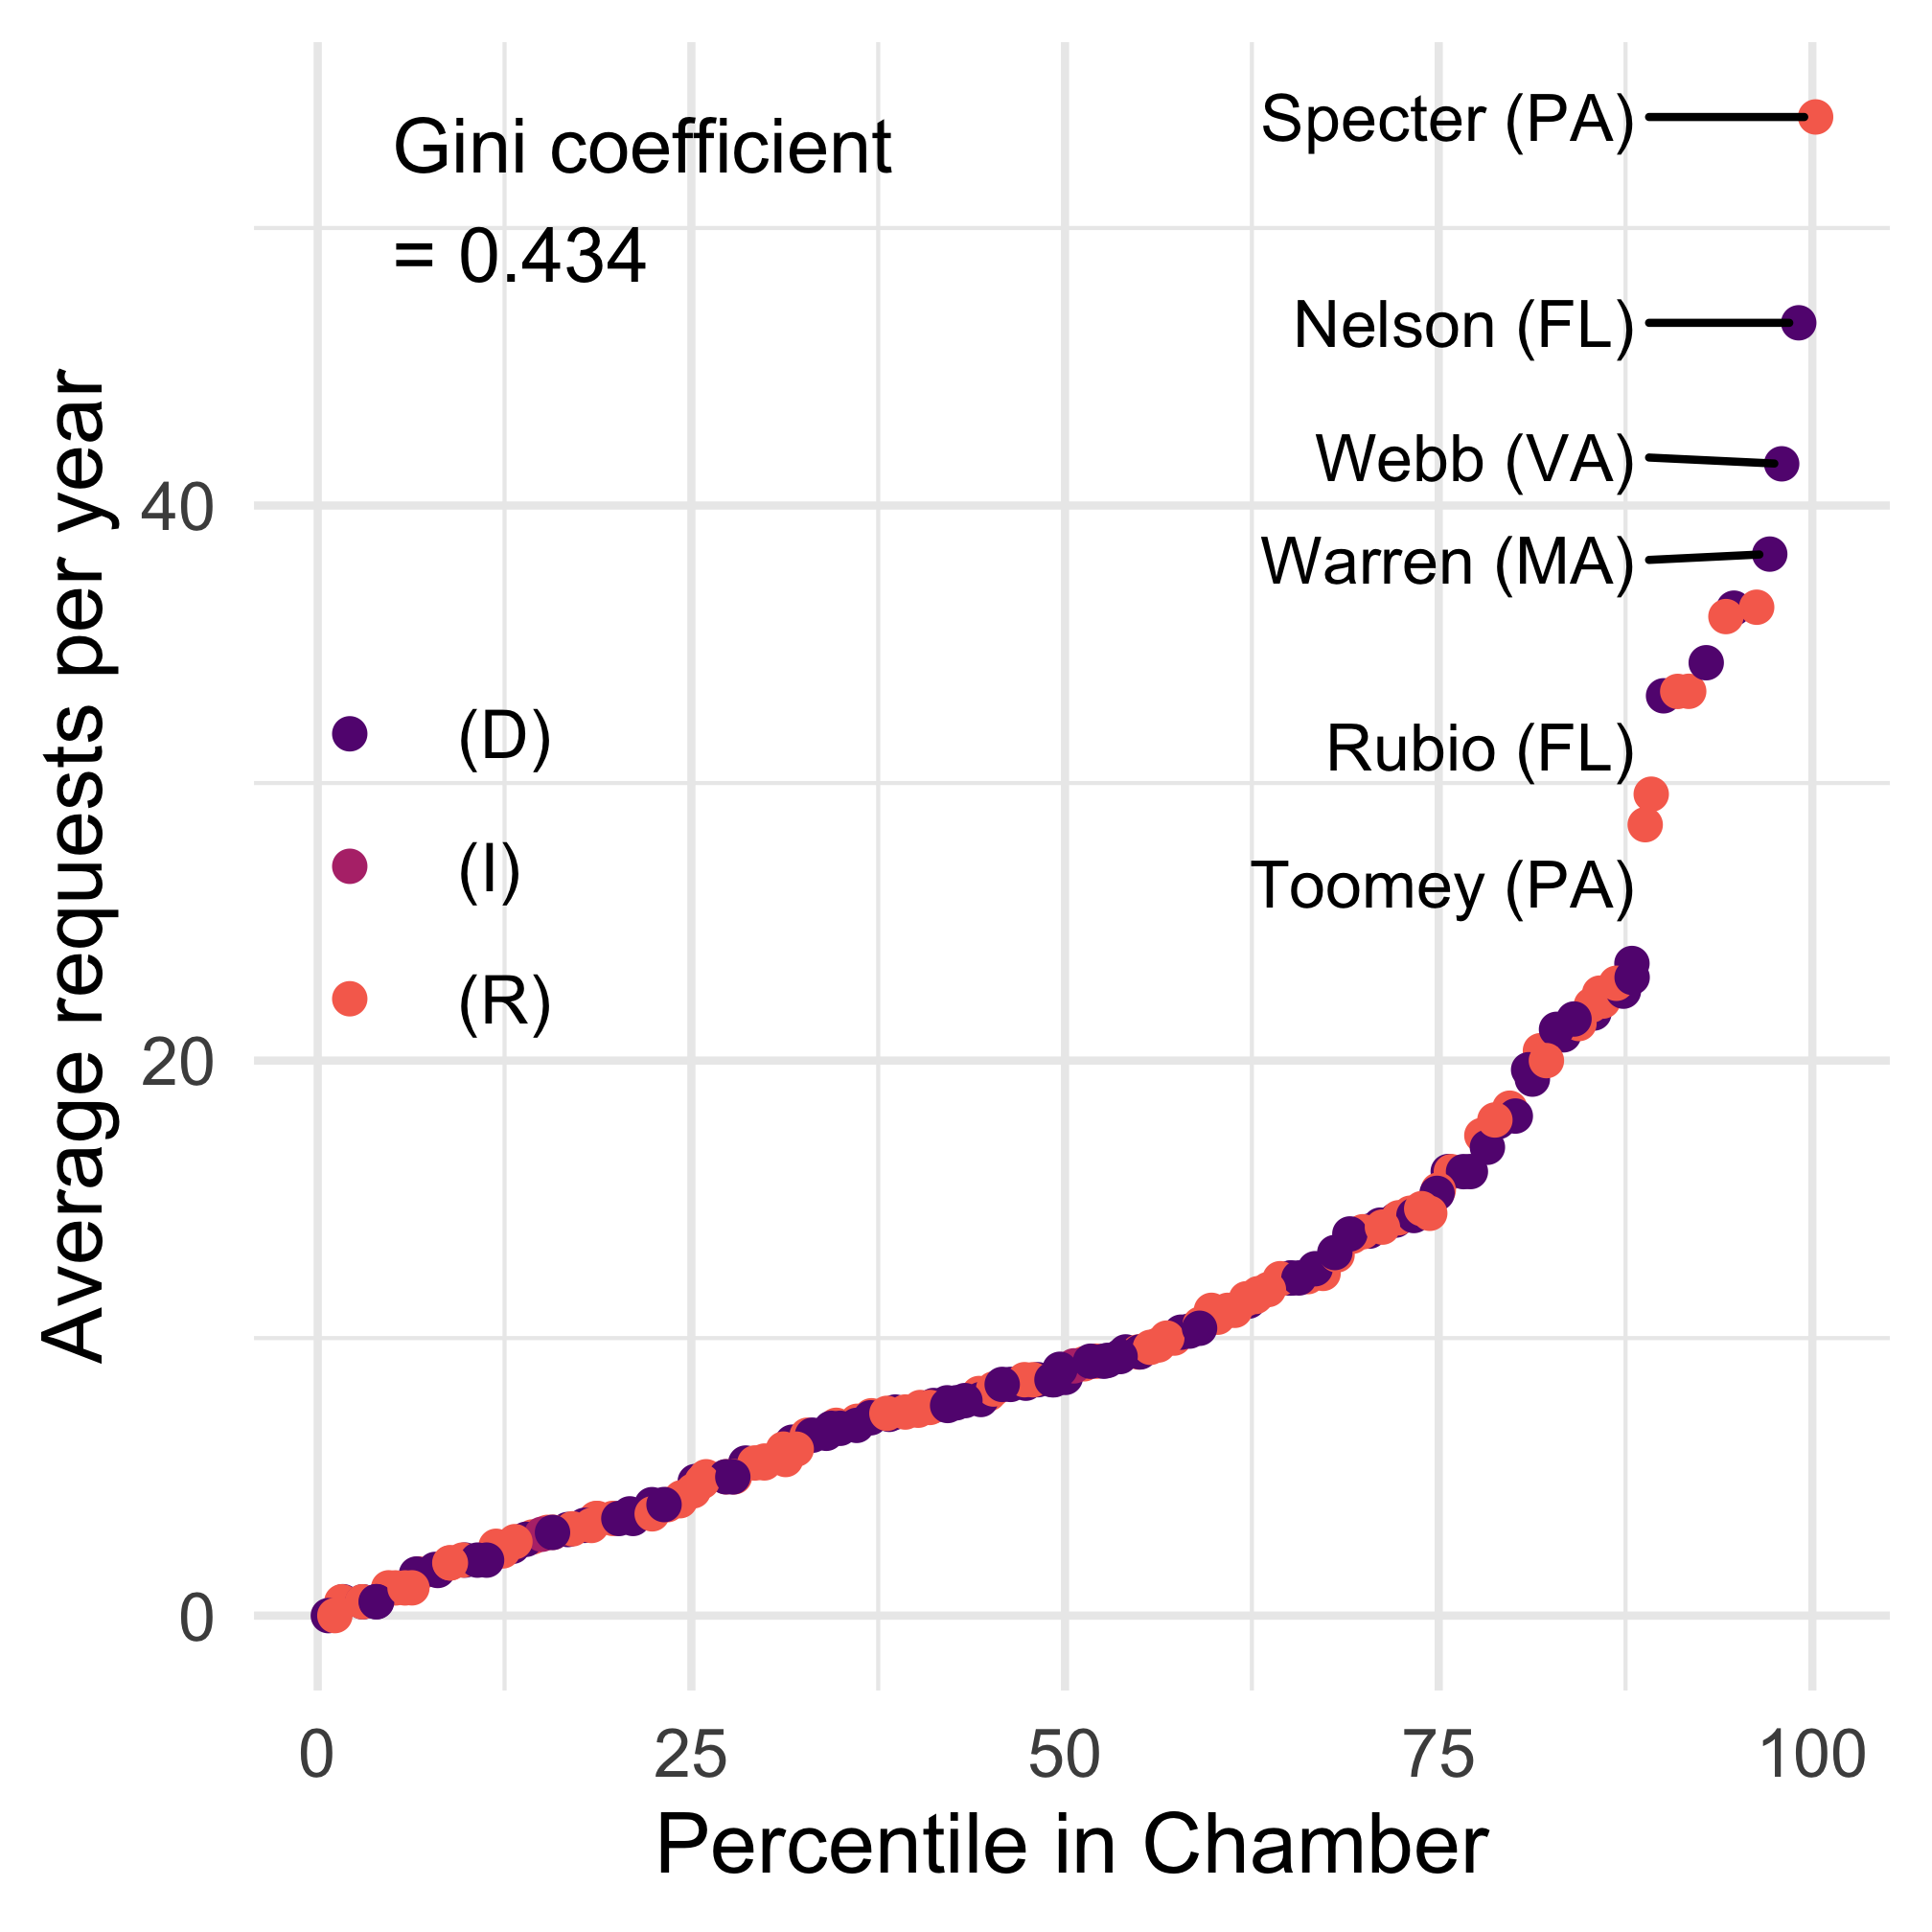 Gini coefficient
= 0.434
Specter (PA)
Nelson (FL)
Webb (VA)
Warren (MA)
Rubio (FL)
Toomey (PA)
(D)
(I)
(R)
Average requests per year
40
20
0
0 25 50 75 100
Percentile in Chamber